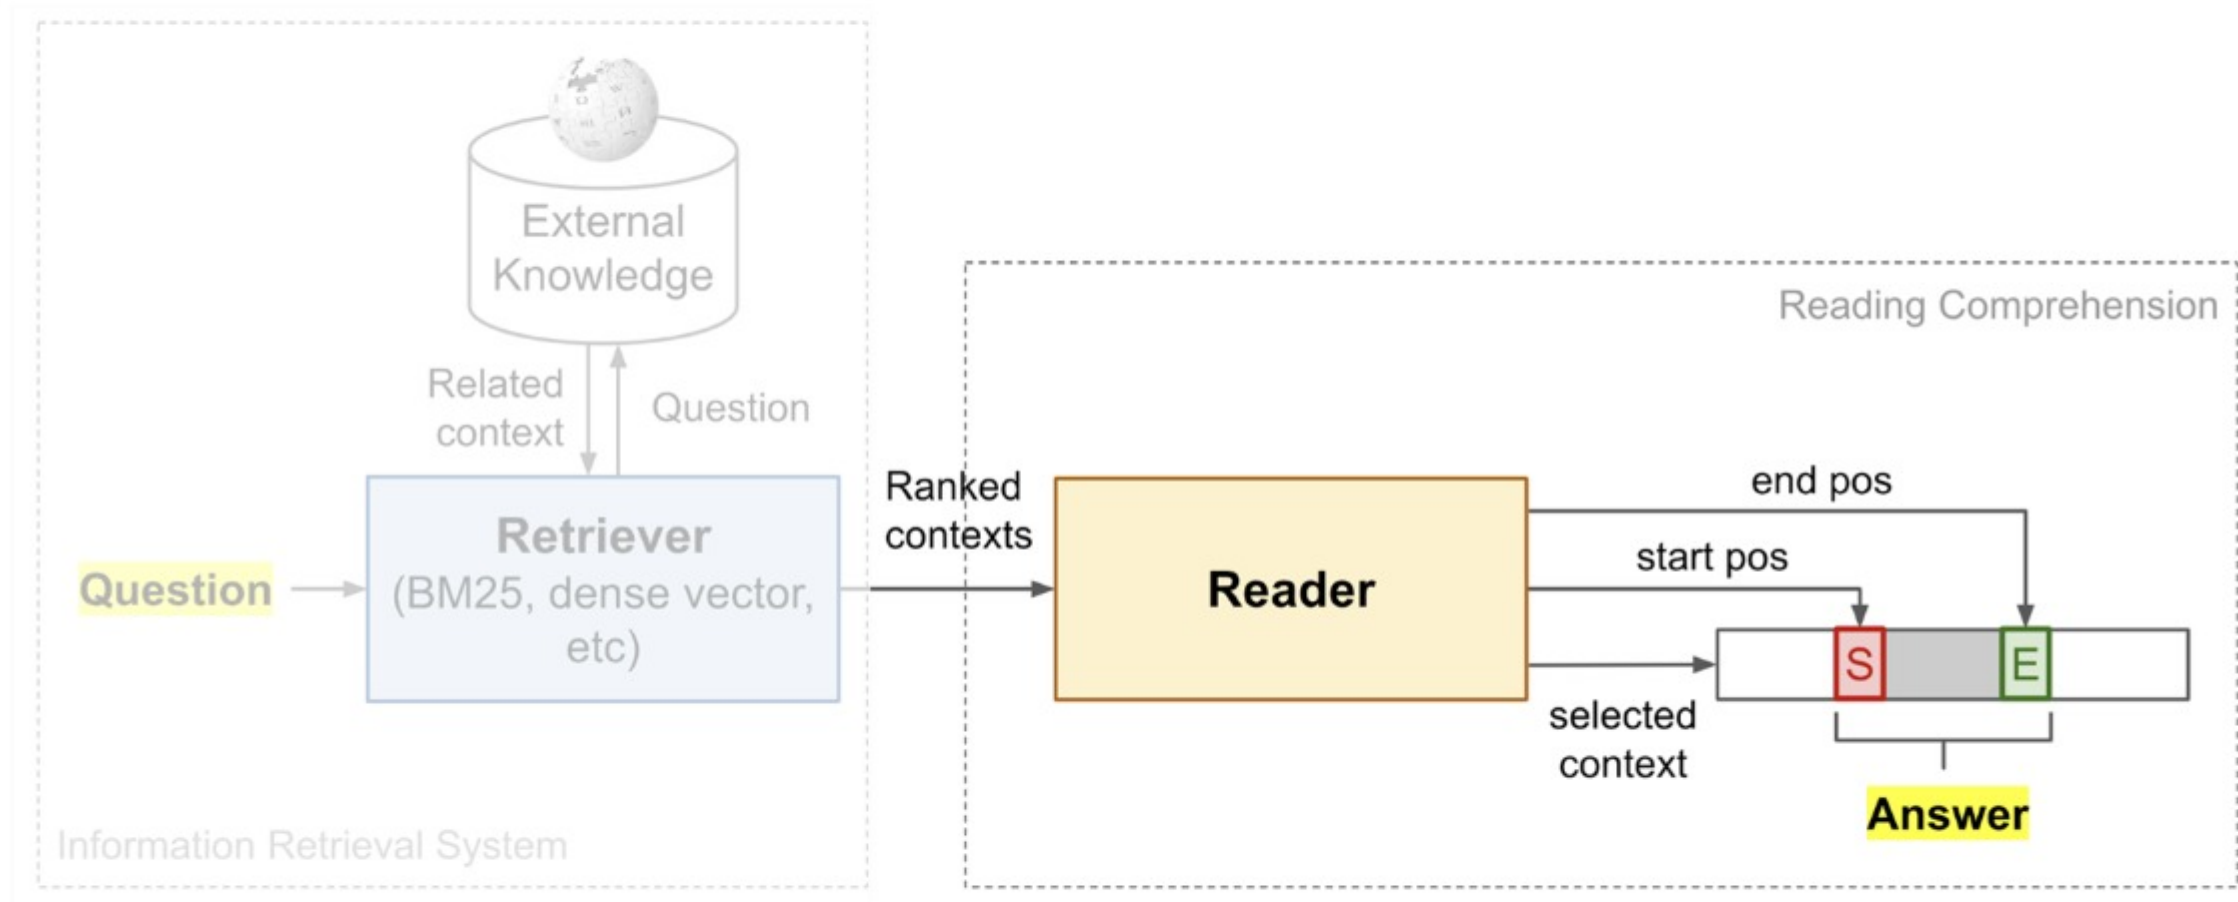 External
Knowledge
Reading Comprehension
Related
context
Question
Ranked
contexts
end pos
start pos
Question
Retriever
(BM25, dense vector,
etc)
Reader
S
E
selected
context
Answer
Information Retrieval System